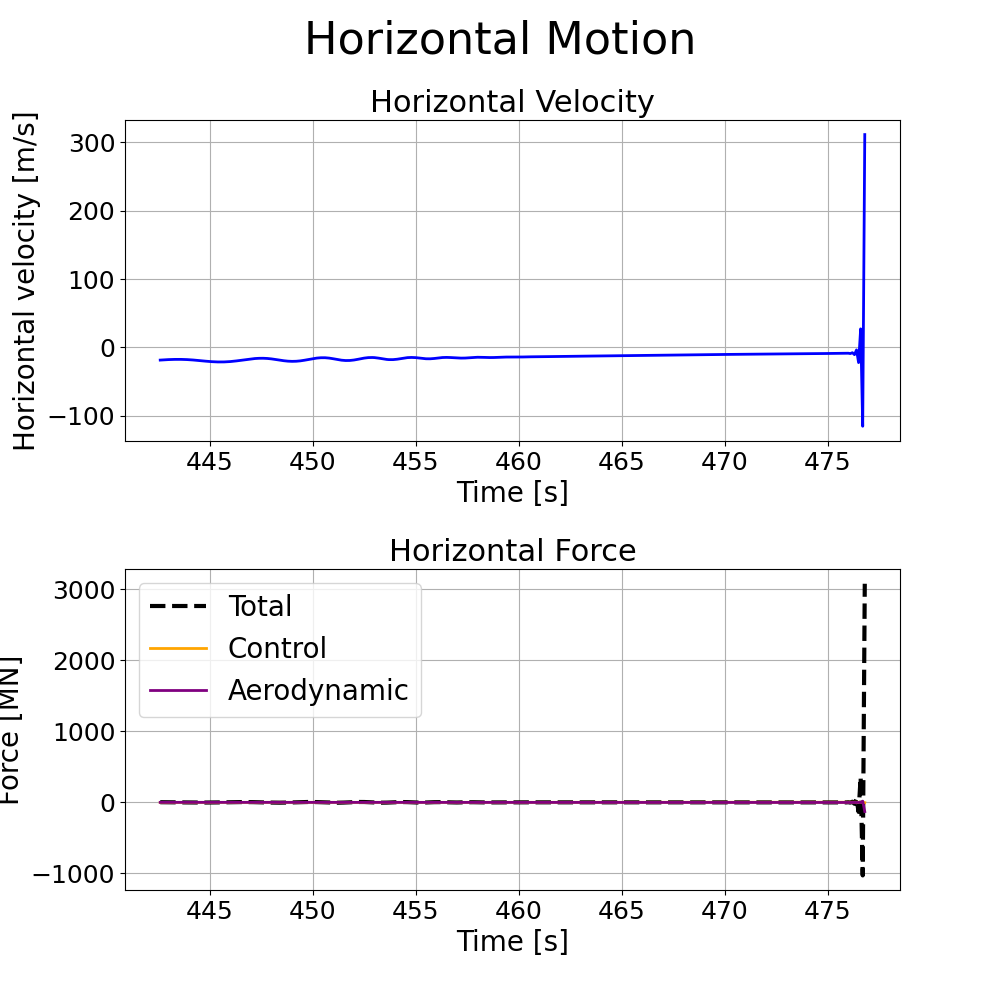 Horizontal Motion
Horizontal Velocity
Horizontal velocity [m/s]
300
200
100
0
−100
445 450 455 460 465 470 475
Time [s]
Horizontal Force
Force [MN]
3000
2000
1000
0
−1000
Total
Control
Aerodynamic
445 450 455 460 465 470 475
Time [s]